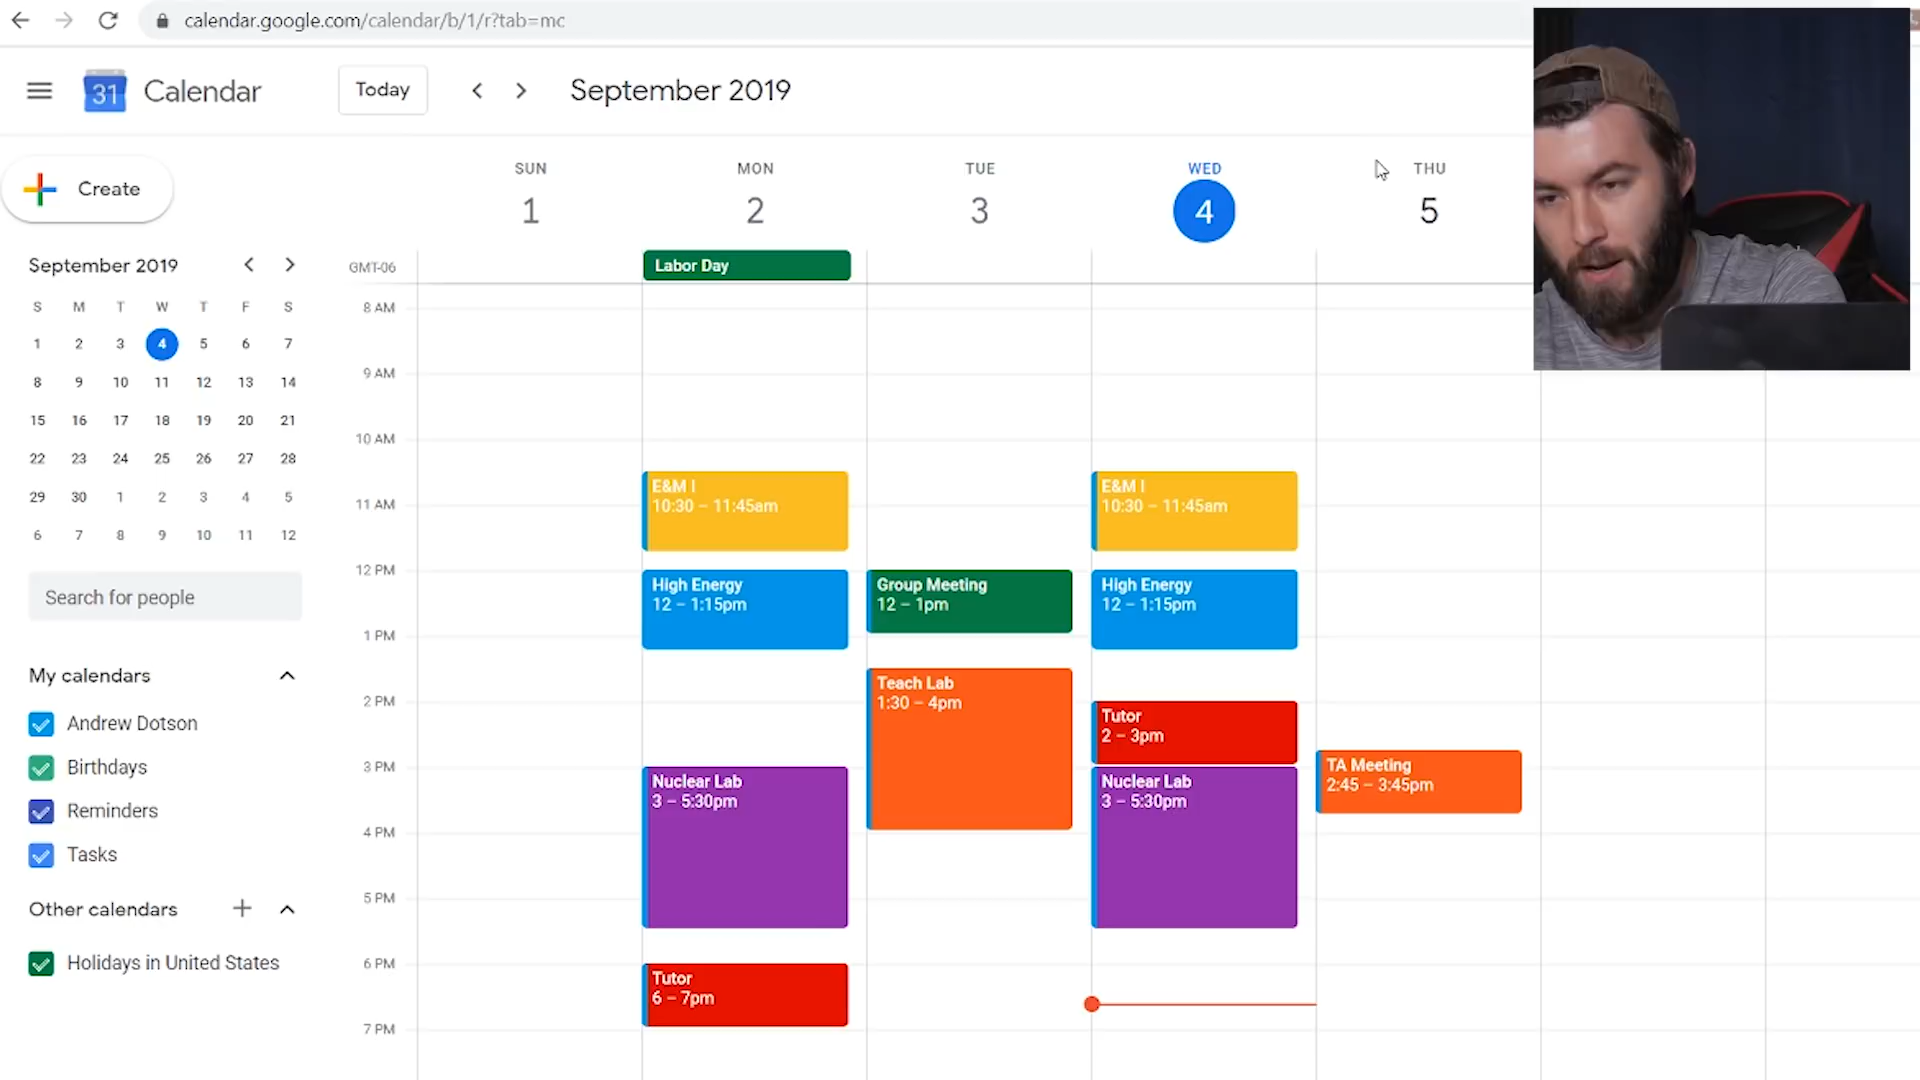 calendar.google.com/calendar/b/1/r?tab=mc
31 Calendar Today September 2019
Create
SUN MON TUE WED THU
1 2 3 4 5
GMT-06
Labor Day
September 2019
S M T W T F S
1 2 3 4 5 6 7
8 9 10 11 12 13 14
15 16 17 18 19 20 21
22 23 24 25 26 27 28
29 30 1 2 3 4 5
6 7 8 9 10 11 12
Search for people
My calendars
Andrew Dotson
Birthdays
Reminders
Tasks
Other calendars
Holidays in United States
8 AM
9 AM
10 AM
11 AM
12 PM
1 PM
2 PM
3 PM
4 PM
5 PM
6 PM
7 PM
E&M I
10:30 – 11:45am
High Energy
12 – 1:15pm
Nuclear Lab
3 – 5:30pm
Tutor
6 – 7pm
Group Meeting
12 – 1pm
Teach Lab
1:30 – 4pm
E&M I
10:30 – 11:45am
High Energy
12 – 1:15pm
Tutor
2 – 3pm
Nuclear Lab
3 – 5:30pm
TA Meeting
2:45 – 3:45pm